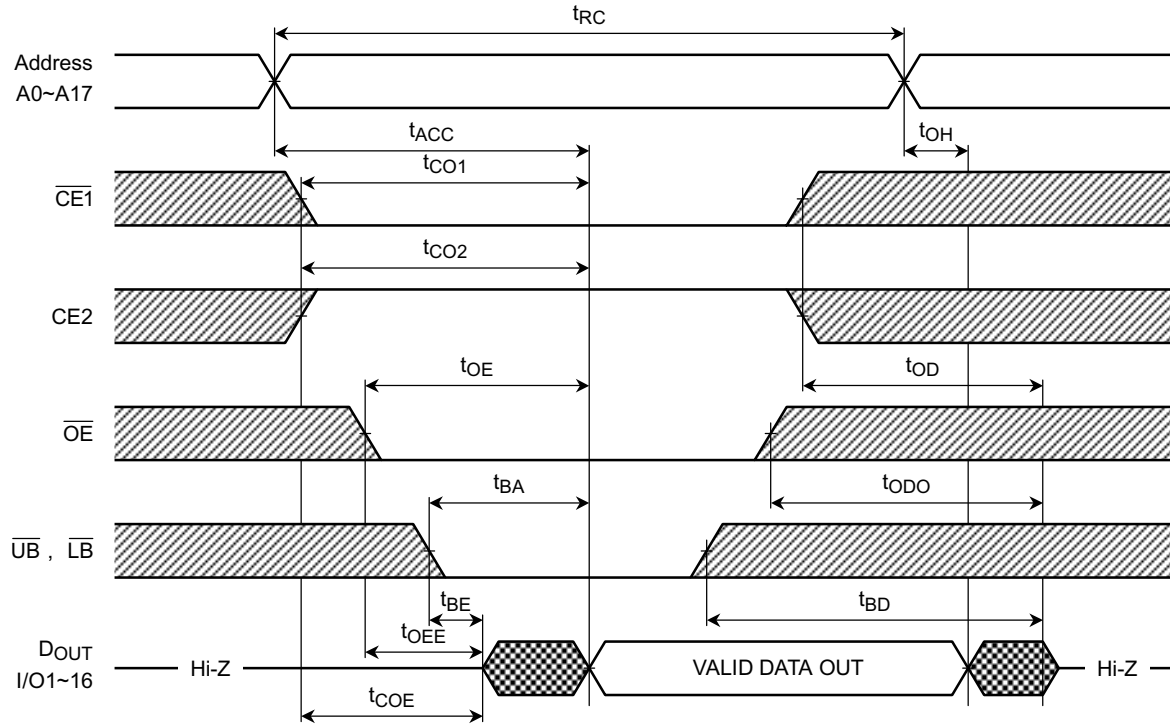 tRC
Address
A0~A17
tACC
tOH
tCO1
CE1
tCO2
CE2
tOE
tOD
OE
tBA
tODO
UB , LB
tBE
tBD
tOEE
DOUT
I/O1~16
Hi-Z
VALID DATA OUT
Hi-Z
tCOE